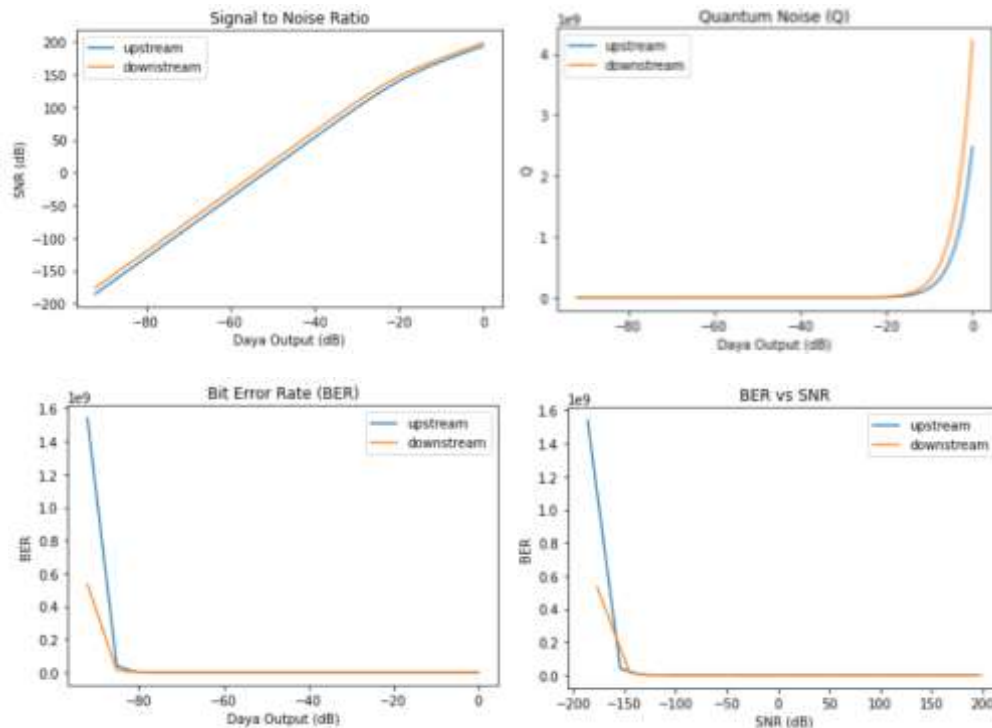 Signal to Noise Ratio
upstream
downstream
200
150
100
50
0
−50
−100
−150
−200
SNR (dB)
−80
−60
−40
−20
0
Daya Output (dB)
Quantum Noise (Q)
1e9
upstream
downstream
4
3
2
1
0
Q
−80
−60
−40
−20
0
Daya Output (dB)
Bit Error Rate (BER)
1e9
upstream
downstream
1.6
1.4
1.2
1.0
0.8
0.6
0.4
0.2
0.0
BER
−80
−60
−40
−20
0
Daya Output (dB)
BER vs SNR
1e9
upstream
downstream
1.6
1.4
1.2
1.0
0.8
0.6
0.4
0.2
0.0
BER
−200
−150
−100
−50
0
50
100
150
200
SNR (dB)